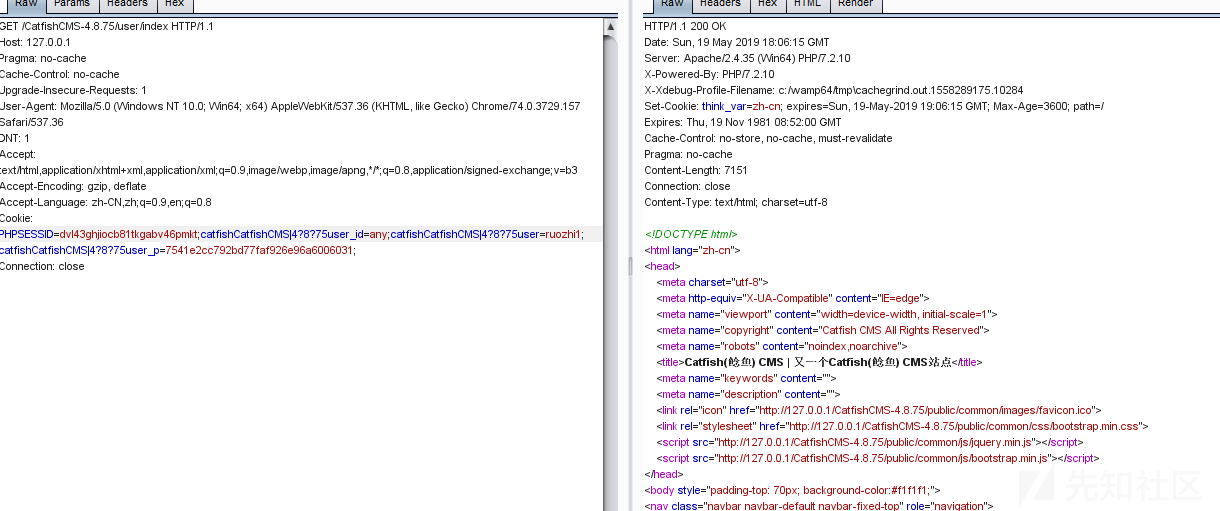 Raw Params Headers Hex
GET /CatfishCMS-4.8.75/user/index HTTP/1.1
Host: 127.0.0.1
Pragma: no-cache
Cache-Control: no-cache
Upgrade-Insecure-Requests: 1
User-Agent: Mozilla/5.0 (Windows NT 10.0; Win64; x64) AppleWebKit/537.36 (KHTML, like Gecko) Chrome/74.0.3729.157
Safari/537.36
DNT: 1
Accept:
text/html,application/xhtml+xml,application/xml;q=0.9,image/webp,image/apng,*/*;q=0.8,application/signed-exchange;v=b3
Accept-Encoding: gzip, deflate
Accept-Language: zh-CN,zh;q=0.9,en;q=0.8
Cookie:
PHPSESSID=dvl43ghjiocb81tkgabv46pmkt;catfishCatfishCMS|4?8?75user_id=any;catfishCatfishCMS|4?8?75user=ruozhi1;
catfishCatfishCMS|4?8?75user_p=7541e2cc792bd77faf926e96a6006031;
Connection: close
Raw Headers Hex HTML Render
HTTP/1.1 200 OK
Date: Sun, 19 May 2019 18:06:15 GMT
Server: Apache/2.4.35 (Win64) PHP/7.2.10
X-Powered-By: PHP/7.2.10
X-Xdebug-Profile-Filename: c:/wamp64/tmp\cachegrind.out.1558289175.10284
Set-Cookie: think_var=zh-cn; expires=Sun, 19-May-2019 19:06:15 GMT; Max-Age=3600; path=/
Expires: Thu, 19 Nov 1981 08:52:00 GMT
Cache-Control: no-store, no-cache, must-revalidate
Pragma: no-cache
Content-Length: 7151
Connection: close
Content-Type: text/html; charset=utf-8
<!DOCTYPE html>
<html lang="zh-cn">
<head>
<meta charset="utf-8">
<meta http-equiv="X-UA-Compatible" content="IE=edge">
<meta name="viewport" content="width=device-width, initial-scale=1">
<meta name="copyright" content="Catfish CMS All Rights Reserved">
<meta name="robots" content="noindex,noarchive">
<title>Catfish(鲶鱼) CMS | 又一个Catfish(鲶鱼) CMS站点</title>
<meta name="keywords" content="">
<meta name="description" content="">
<link rel="icon" href="http://127.0.0.1/CatfishCMS-4.8.75/public/common/images/favicon.ico">
<link rel="stylesheet" href="http://127.0.0.1/CatfishCMS-4.8.75/public/common/css/bootstrap.min.css">
<script src="http://127.0.0.1/CatfishCMS-4.8.75/public/common/js/jquery.min.js"></script>
<script src="http://127.0.0.1/CatfishCMS-4.8.75/public/common/js/bootstrap.min.js"></script>
</head>
<body style="padding-top: 70px; background-color:#f1f1f1;">
<nav class="navbar navbar-default navbar-fixed-top" role="navigation">
先知社区